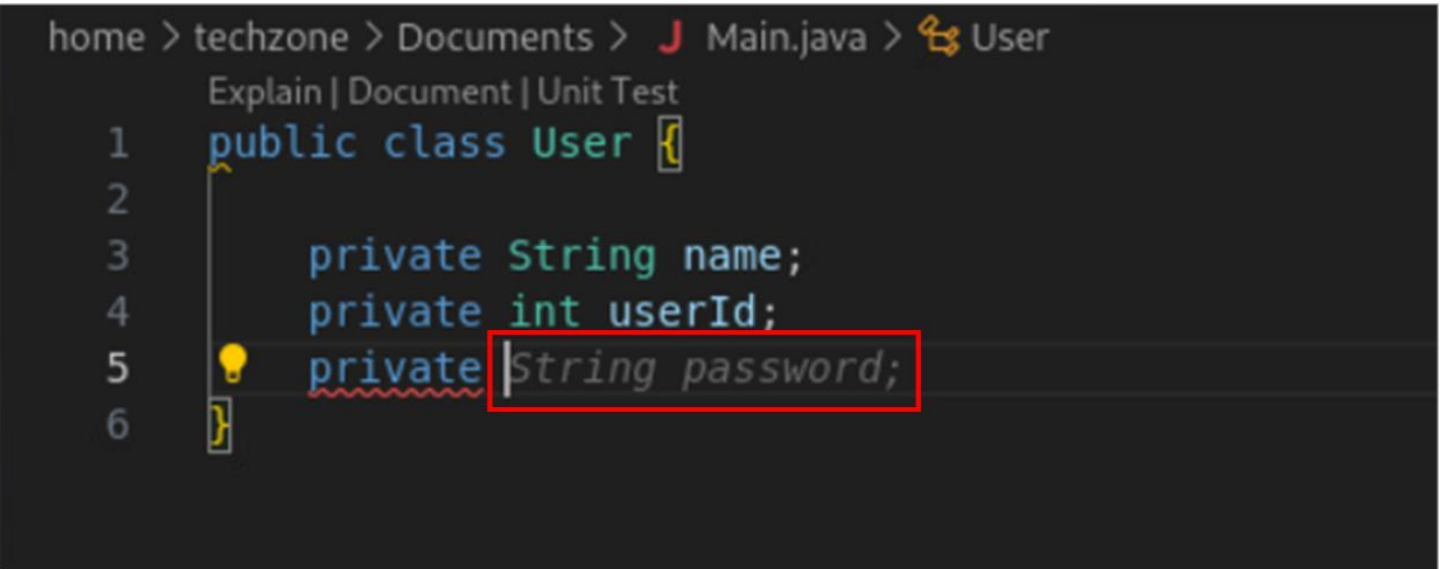 home > techzone > Documents > J Main.java > User
Explain | Document | Unit Test
1 public class User {
2
3 private String name;
4 private int userId;
5 private String password;
6 }